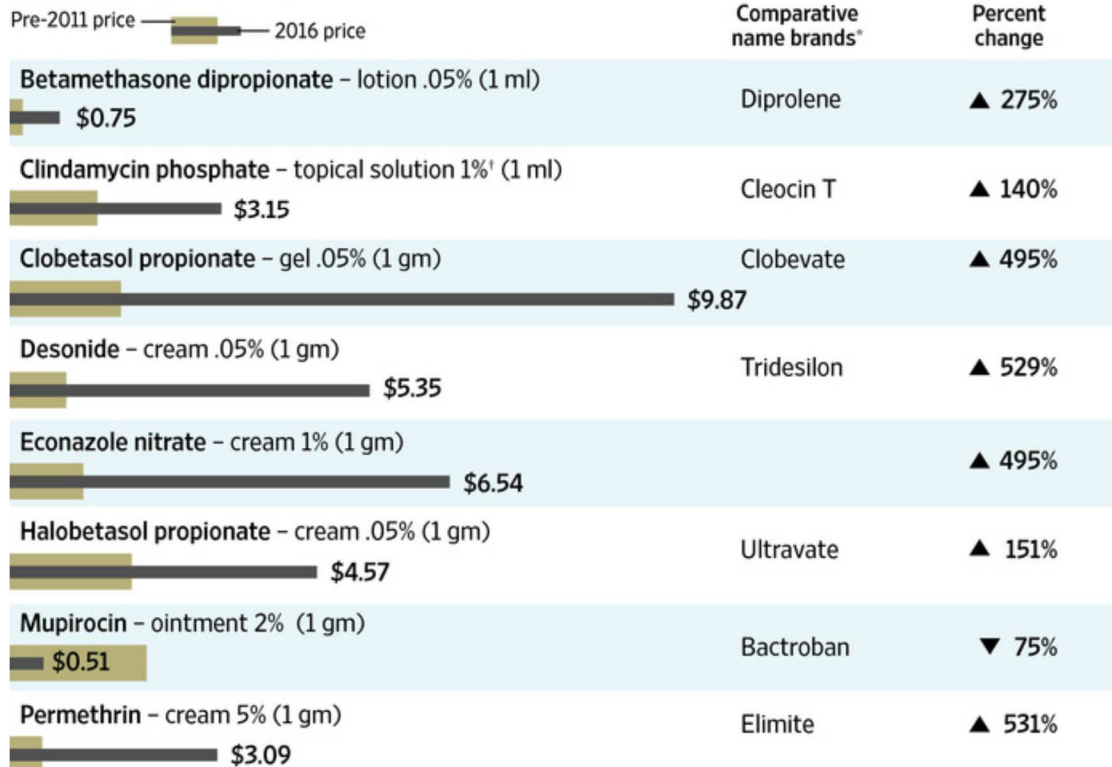 Pre-2011 price
2016 price
Comparative name brands*
Percent change
Betamethasone dipropionate – lotion .05% (1 ml)
$0.75
Diprolene
▲ 275%
Clindamycin phosphate – topical solution 1%† (1 ml)
$3.15
Cleocin T
▲ 140%
Clobetasol propionate – gel .05% (1 gm)
$9.87
Clobevate
▲ 495%
Desonide – cream .05% (1 gm)
$5.35
Tridesilon
▲ 529%
Econazole nitrate – cream 1% (1 gm)
$6.54
▲ 495%
Halobetasol propionate – cream .05% (1 gm)
$4.57
Ultravate
▲ 151%
Mupirocin – ointment 2% (1 gm)
$0.51
Bactroban
▼ 75%
Permethrin – cream 5% (1 gm)
$3.09
Elimite
▲ 531%